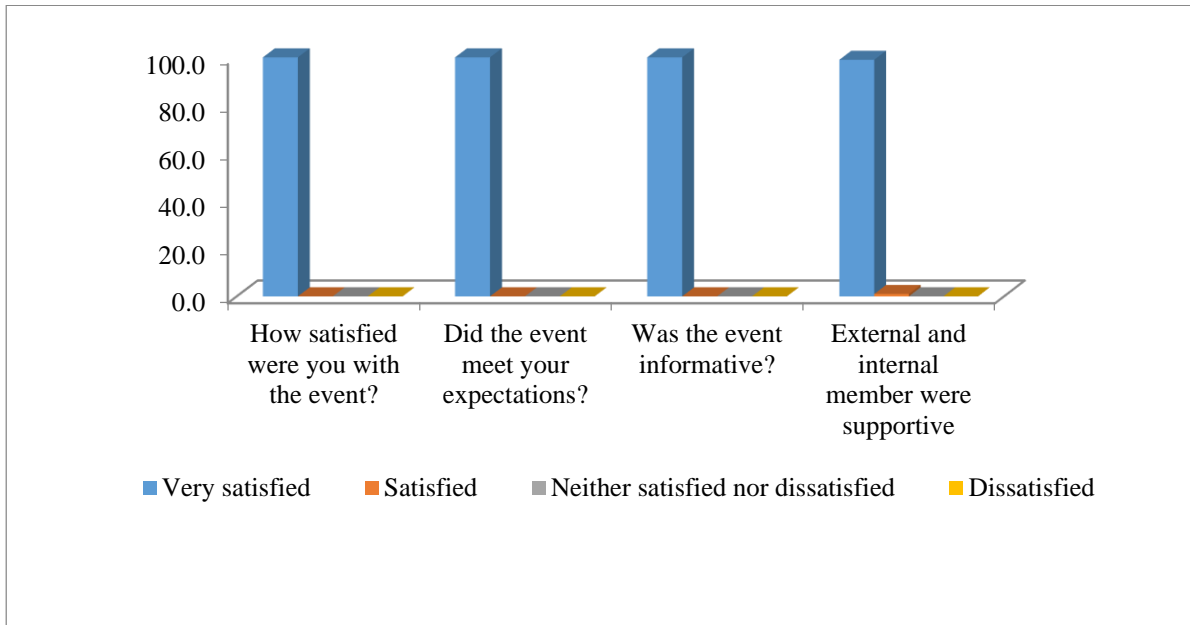 100.0
80.0
60.0
40.0
20.0
0.0
How satisfied
were you with
the event?
Did the event
meet your
expectations?
Was the event
informative?
External and
internal
member were
supportive
Very satisfied
Satisfied
Neither satisfied nor dissatisfied
Dissatisfied